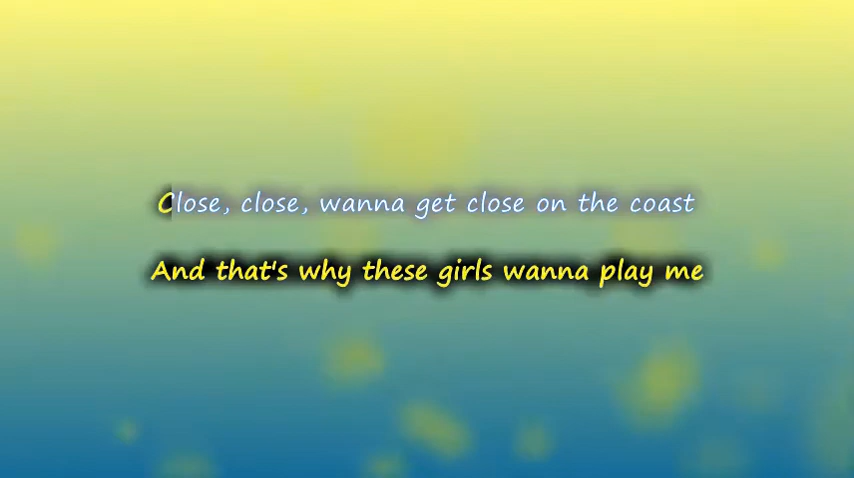 Close, close, wanna get close on the coast
And that's why these girls wanna play me